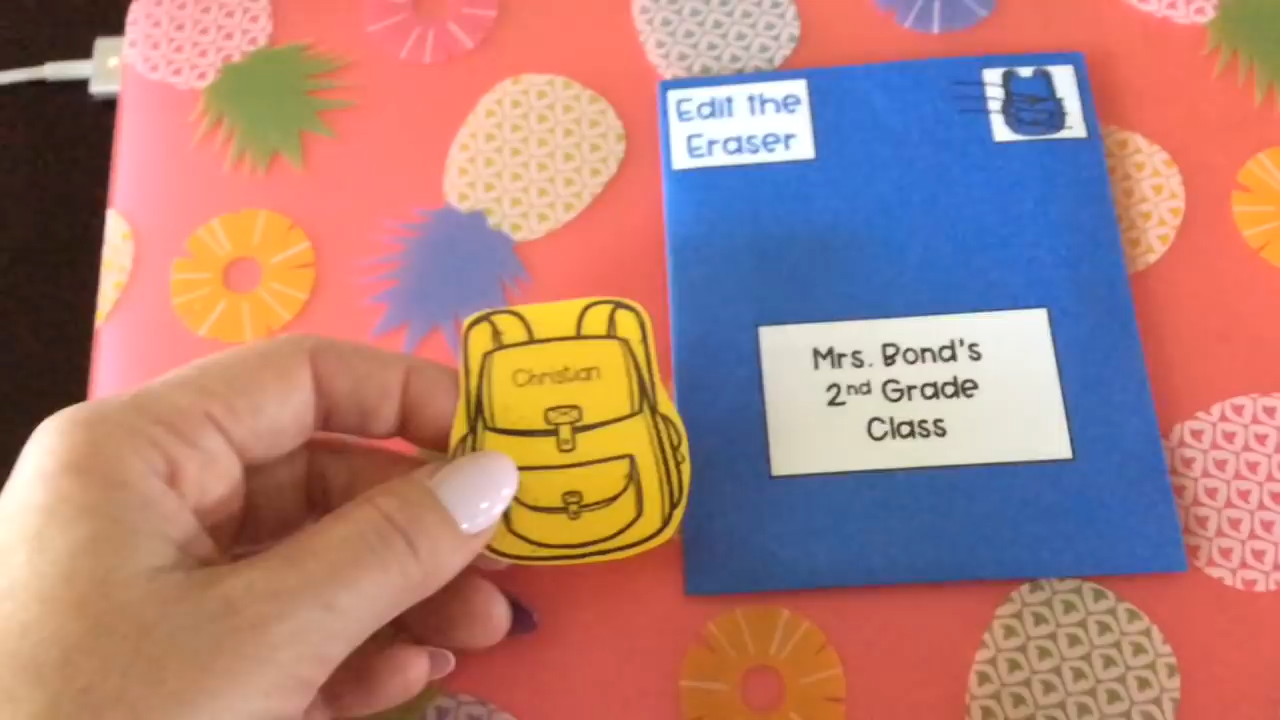 Edit the
Eraser
Christian
Mrs. Bond's
2nd Grade
Class